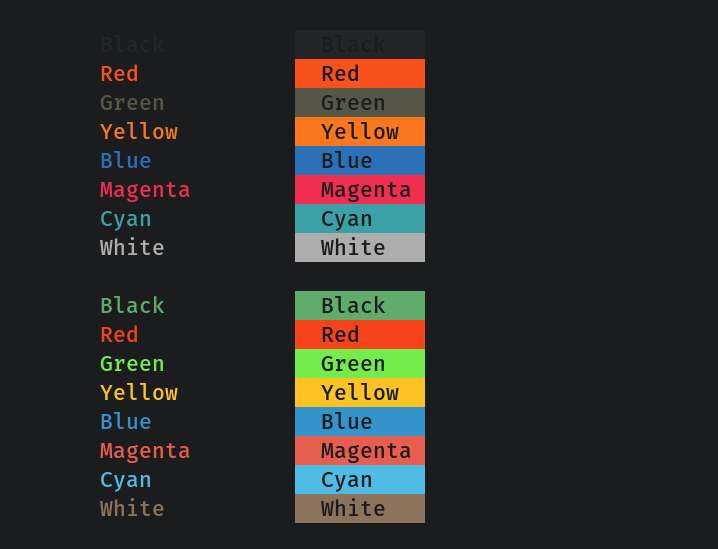 Black Black
Red Red
Green Green
Yellow Yellow
Blue Blue
Magenta Magenta
Cyan Cyan
White White
Black Black
Red Red
Green Green
Yellow Yellow
Blue Blue
Magenta Magenta
Cyan Cyan
White White